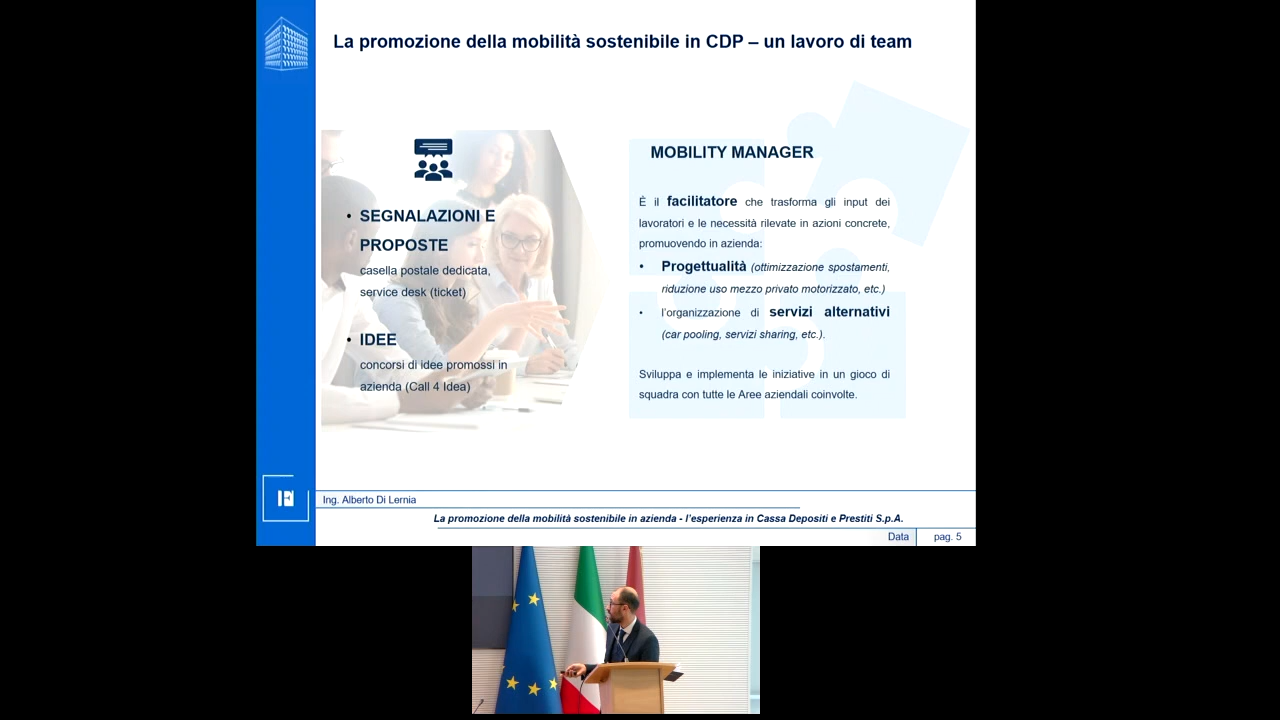 La promozione della mobilità sostenibile in CDP – un lavoro di team
• SEGNALAZIONI E
PROPOSTE
casella postale dedicata,
service desk (ticket)
• IDEE
concorsi di idee promossi in
azienda (Call 4 Idea)
MOBILITY MANAGER
È il facilitatore che trasforma gli input dei
lavoratori e le necessità rilevate in azioni concrete,
promuovendo in azienda:
• Progettualità (ottimizzazione spostamenti,
riduzione uso mezzo privato motorizzato, etc.)
• l’organizzazione di servizi alternativi
(car pooling, servizi sharing, etc.).
Sviluppa e implementa le iniziative in un gioco di
squadra con tutte le Aree aziendali coinvolte.
Ing. Alberto Di Lernia
La promozione della mobilità sostenibile in azienda - l’esperienza in Cassa Depositi e Prestiti S.p.A.
Data
pag. 5